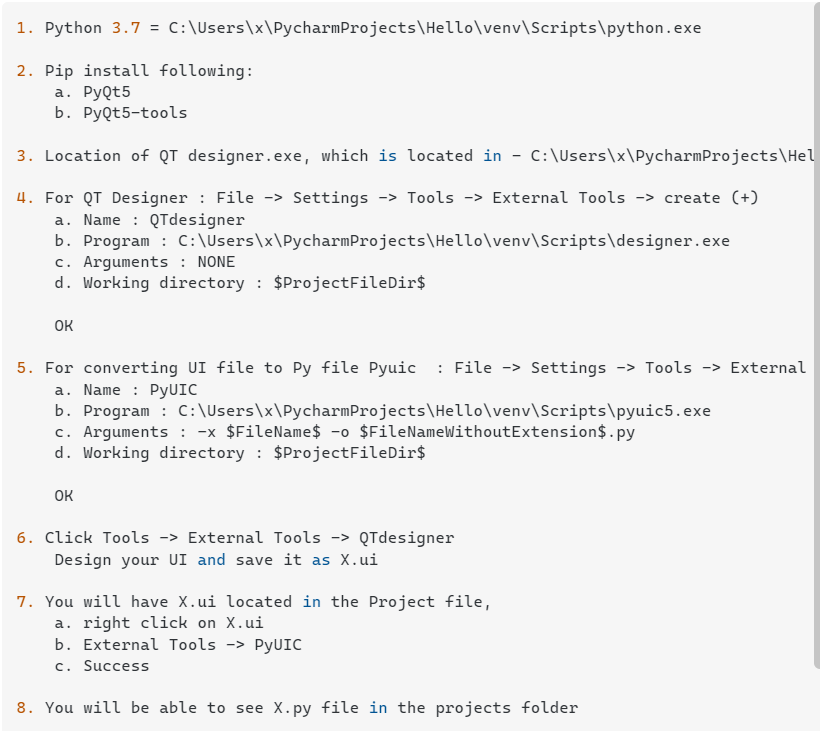 1. Python 3.7 = C:\Users\x\PycharmProjects\Hello\venv\Scripts\python.exe
2. Pip install following:
a. PyQt5
b. PyQt5-tools
3. Location of QT designer.exe, which is located in - C:\Users\x\PycharmProjects\Hel
4. For QT Designer : File -> Settings -> Tools -> External Tools -> create (+)
a. Name : QTdesigner
b. Program : C:\Users\x\PycharmProjects\Hello\venv\Scripts\designer.exe
c. Arguments : NONE
d. Working directory : $ProjectFileDir$
OK
5. For converting UI file to Py file Pyuic  : File -> Settings -> Tools -> External
a. Name : PyUIC
b. Program : C:\Users\x\PycharmProjects\Hello\venv\Scripts\pyuic5.exe
c. Arguments : -x $FileName$ -o $FileNameWithoutExtension$.py
d. Working directory : $ProjectFileDir$
OK
6. Click Tools -> External Tools -> QTdesigner
Design your UI and save it as X.ui
7. You will have X.ui located in the Project file,
a. right click on X.ui
b. External Tools -> PyUIC
c. Success
8. You will be able to see X.py file in the projects folder